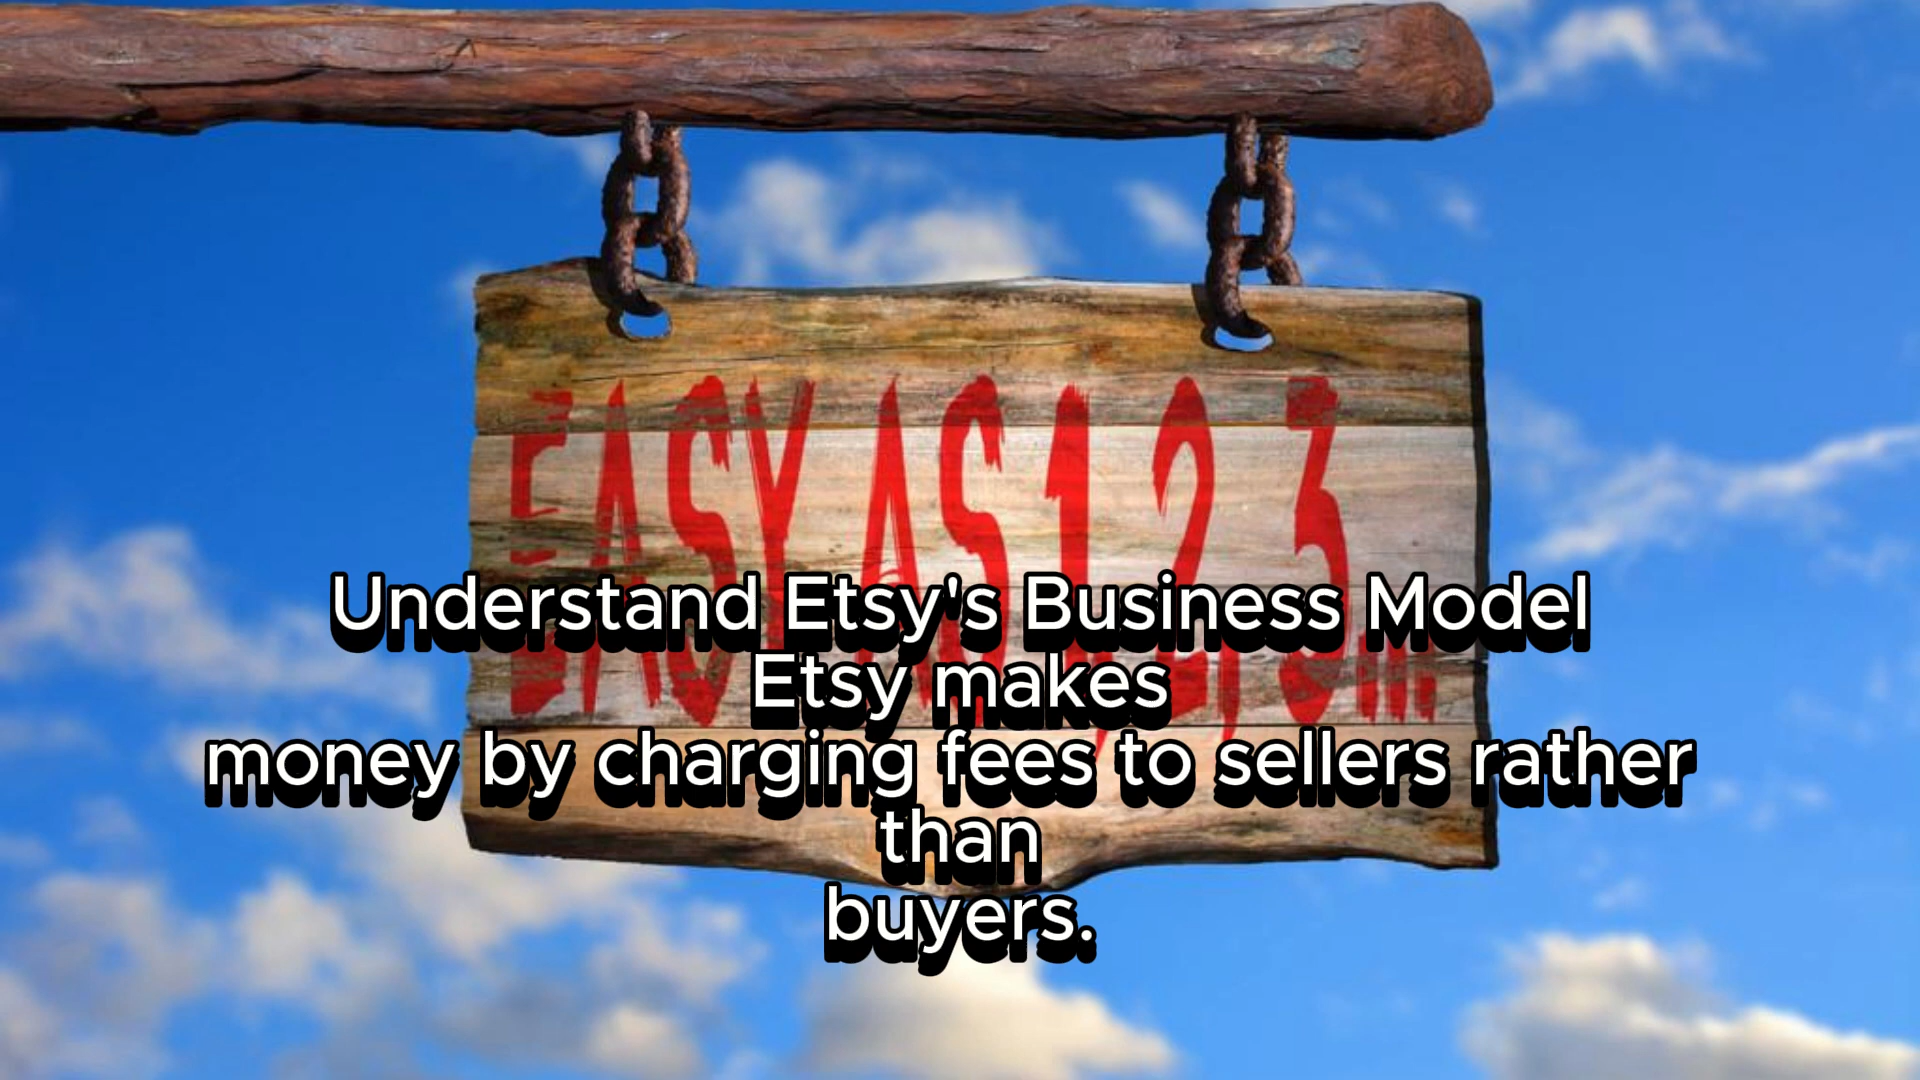 EASY AS 1, 2, 3...
Understand Etsy's Business Model
Etsy makes
money by charging fees to sellers rather
than
buyers.